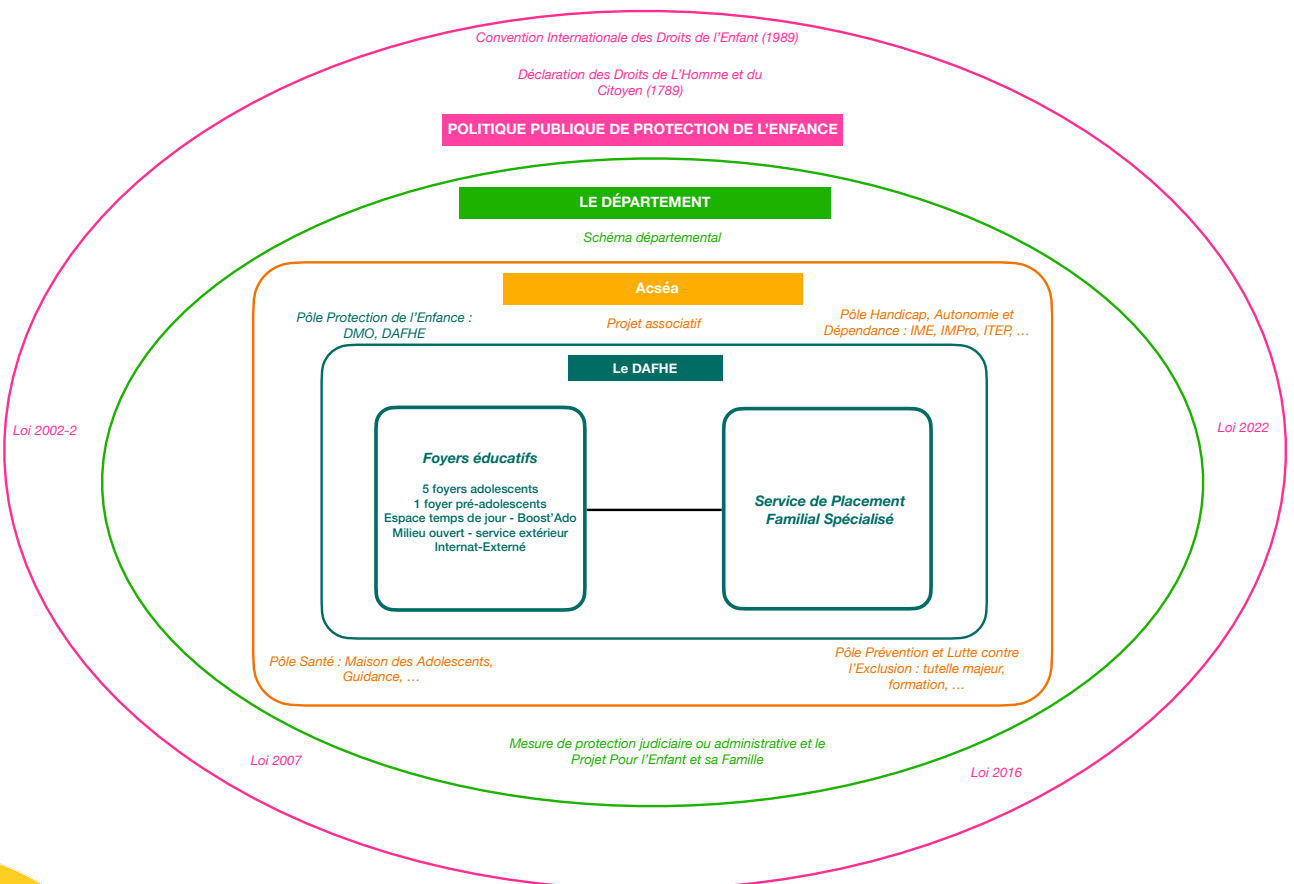 Convention Internationale des Droits de l'Enfant (1989)
Déclaration des Droits de L'Homme et du
Citoyen (1789)
POLITIQUE PUBLIQUE DE PROTECTION DE L'ENFANCE
LE DÉPARTEMENT
Schéma départemental
Acséa
Pôle Protection de l'Enfance :
DMO, DAFHE
Projet associatif
Pôle Handicap, Autonomie et
Dépendance : IME, IMPro, ITEP, …
Le DAFHE
Loi 2002-2
Loi 2022
Foyers éducatifs
5 foyers adolescents
1 foyer pré-adolescents
Espace temps de jour - Boost'Ado
Milieu ouvert - service extérieur
Internat-Externé
Service de Placement
Familial Spécialisé
Pôle Santé : Maison des Adolescents,
Guidance, …
Pôle Prévention et Lutte contre
l'Exclusion : tutelle majeur,
formation, …
Mesure de protection judiciaire ou administrative et le
Projet Pour l'Enfant et sa Famille
Loi 2007
Loi 2016